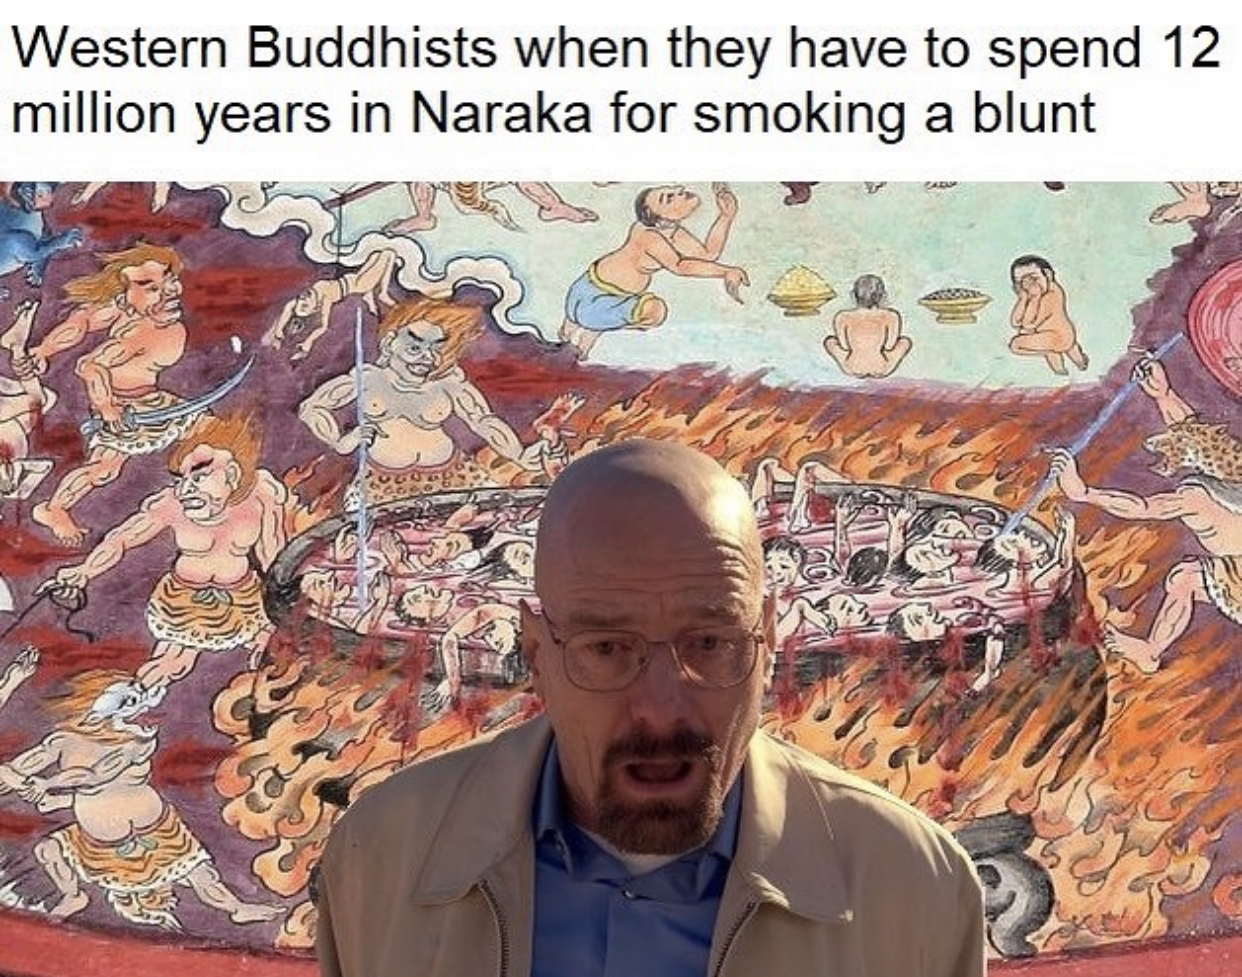 Western Buddhists when they have to spend 12
million years in Naraka for smoking a blunt